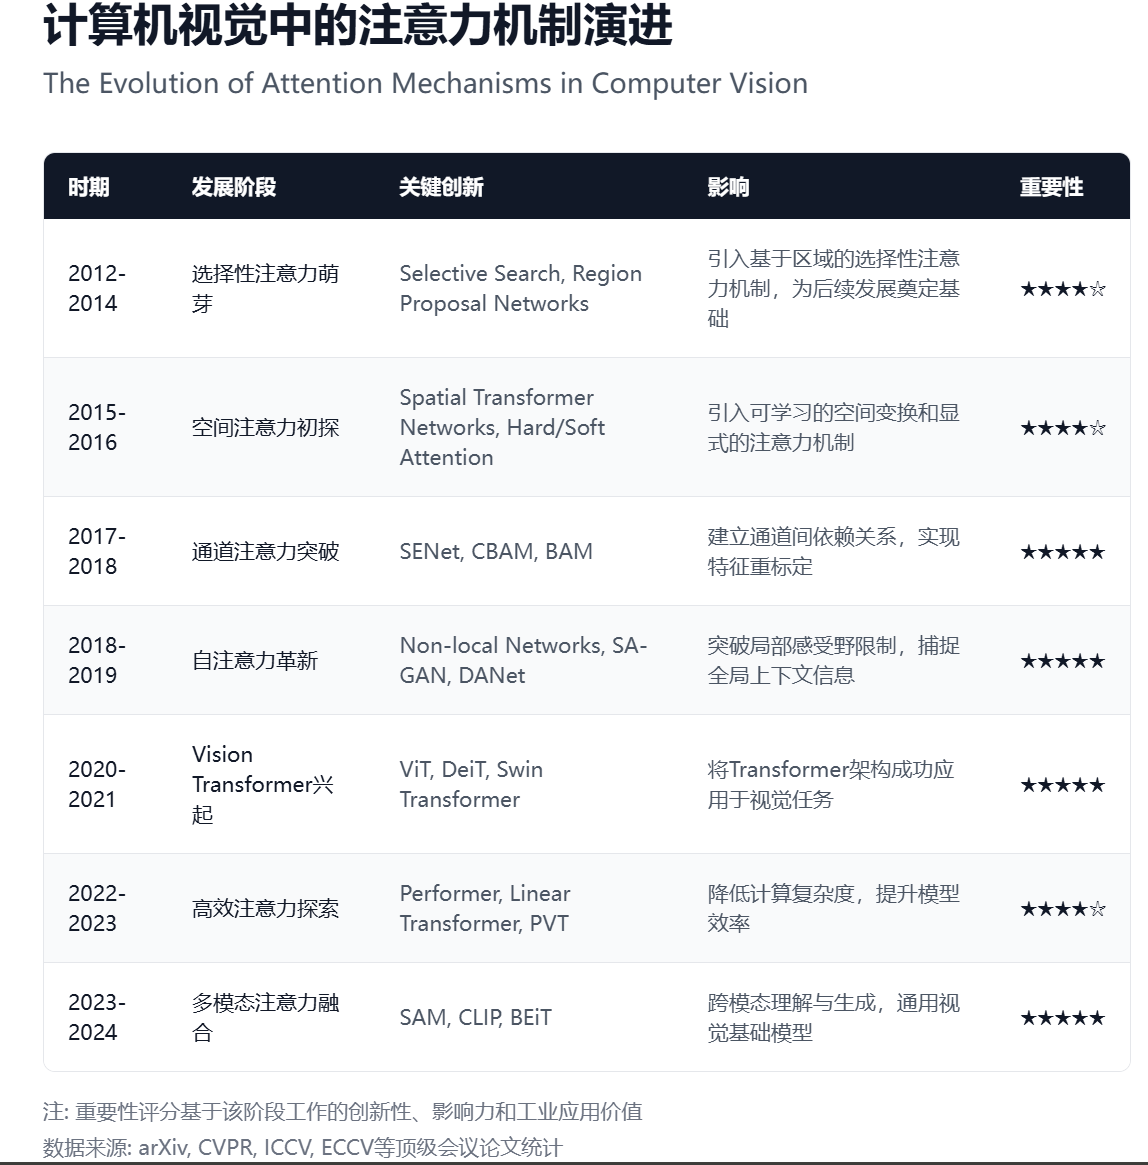 计算机视觉中的注意力机制演进
The Evolution of Attention Mechanisms in Computer Vision
时期 发展阶段 关键创新 影响 重要性
2012-
2014
选择性注意力萌
芽
Selective Search, Region
Proposal Networks
引入基于区域的选择性注意
力机制，为后续发展奠定基
础
★★★★☆
2015-
2016
空间注意力初探
Spatial Transformer
Networks, Hard/Soft
Attention
引入可学习的空间变换和显
式的注意力机制
★★★★☆
2017-
2018
通道注意力突破
SENet, CBAM, BAM
建立通道间依赖关系，实现
特征重标定
★★★★★
2018-
2019
自注意力革新
Non-local Networks, SA-
GAN, DANet
突破局部感受野限制，捕捉
全局上下文信息
★★★★★
2020-
2021
Vision
Transformer兴
起
ViT, DeiT, Swin
Transformer
将Transformer架构成功应
用于视觉任务
★★★★★
2022-
2023
高效注意力探索
Performer, Linear
Transformer, PVT
降低计算复杂度，提升模型
效率
★★★★☆
2023-
2024
多模态注意力融
合
SAM, CLIP, BEiT
跨模态理解与生成，通用视
觉基础模型
★★★★★
注: 重要性评分基于该阶段工作的创新性、影响力和工业应用价值
数据来源: arXiv, CVPR, ICCV, ECCV等顶级会议论文统计